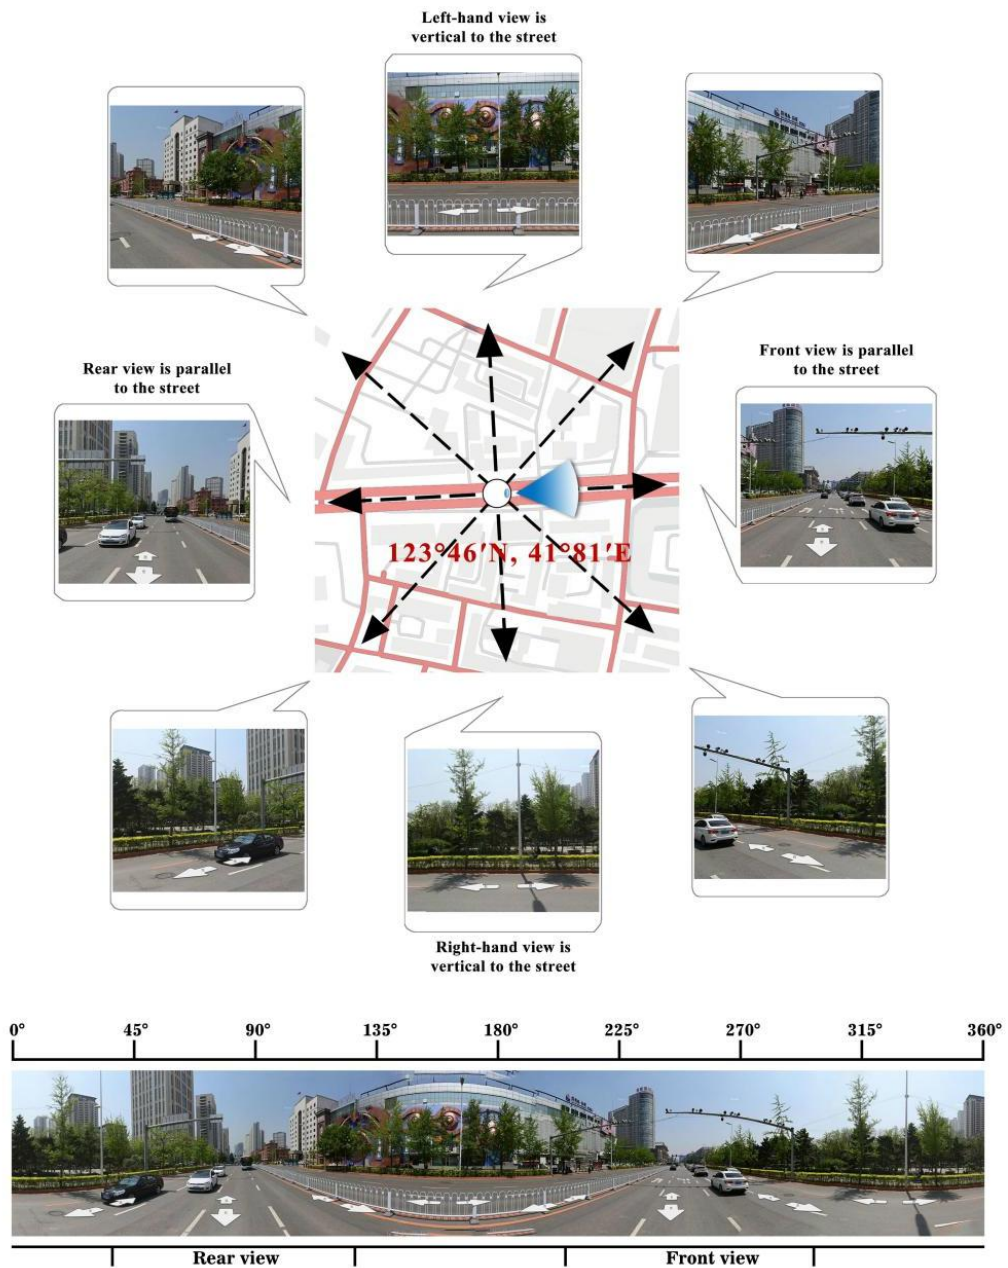 Left-hand view is
vertical to the street
Rear view is parallel
to the street
Front view is parallel
to the street
123°46′N, 41°81′E
Right-hand view is
vertical to the street
0° 45° 90° 135° 180° 225° 270° 315° 360°
Rear view Front view